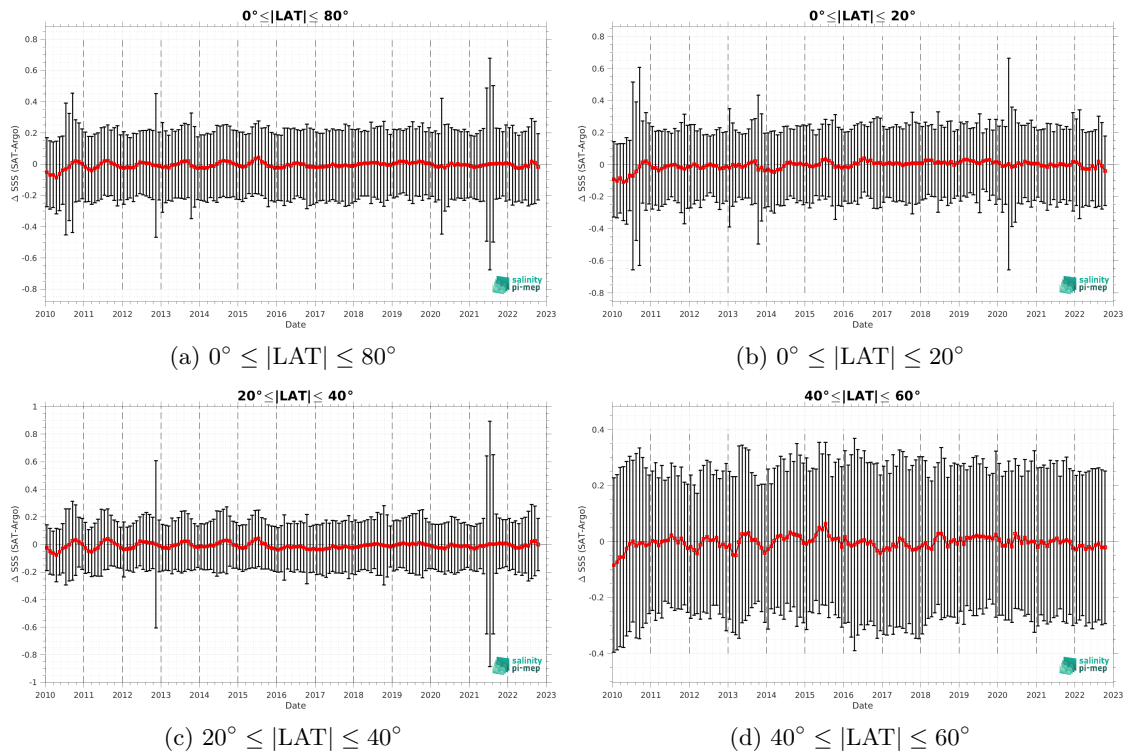 0°≤|LAT|≤ 80°
Δ SSS (SAT-Argo)
0.8
0.6
0.4
0.2
0
-0.2
-0.4
-0.6
-0.8
salinity
pi-mep
2010 2011 2012 2013 2014 2015 2016 2017 2018 2019 2020 2021 2022 2023
Date
(a) 0° ≤ |LAT| ≤ 80°
0°≤|LAT|≤ 20°
Δ SSS (SAT-Argo)
0.8
0.6
0.4
0.2
0
-0.2
-0.4
-0.6
-0.8
salinity
pi-mep
2010 2011 2012 2013 2014 2015 2016 2017 2018 2019 2020 2021 2022 2023
Date
(b) 0° ≤ |LAT| ≤ 20°
20°≤|LAT|≤ 40°
Δ SSS (SAT-Argo)
1
0.8
0.6
0.4
0.2
0
-0.2
-0.4
-0.6
-0.8
-1
salinity
pi-mep
2010 2011 2012 2013 2014 2015 2016 2017 2018 2019 2020 2021 2022 2023
Date
(c) 20° ≤ |LAT| ≤ 40°
40°≤|LAT|≤ 60°
Δ SSS (SAT-Argo)
0.4
0.2
0
-0.2
-0.4
salinity
pi-mep
2010 2011 2012 2013 2014 2015 2016 2017 2018 2019 2020 2021 2022 2023
Date
(d) 40° ≤ |LAT| ≤ 60°